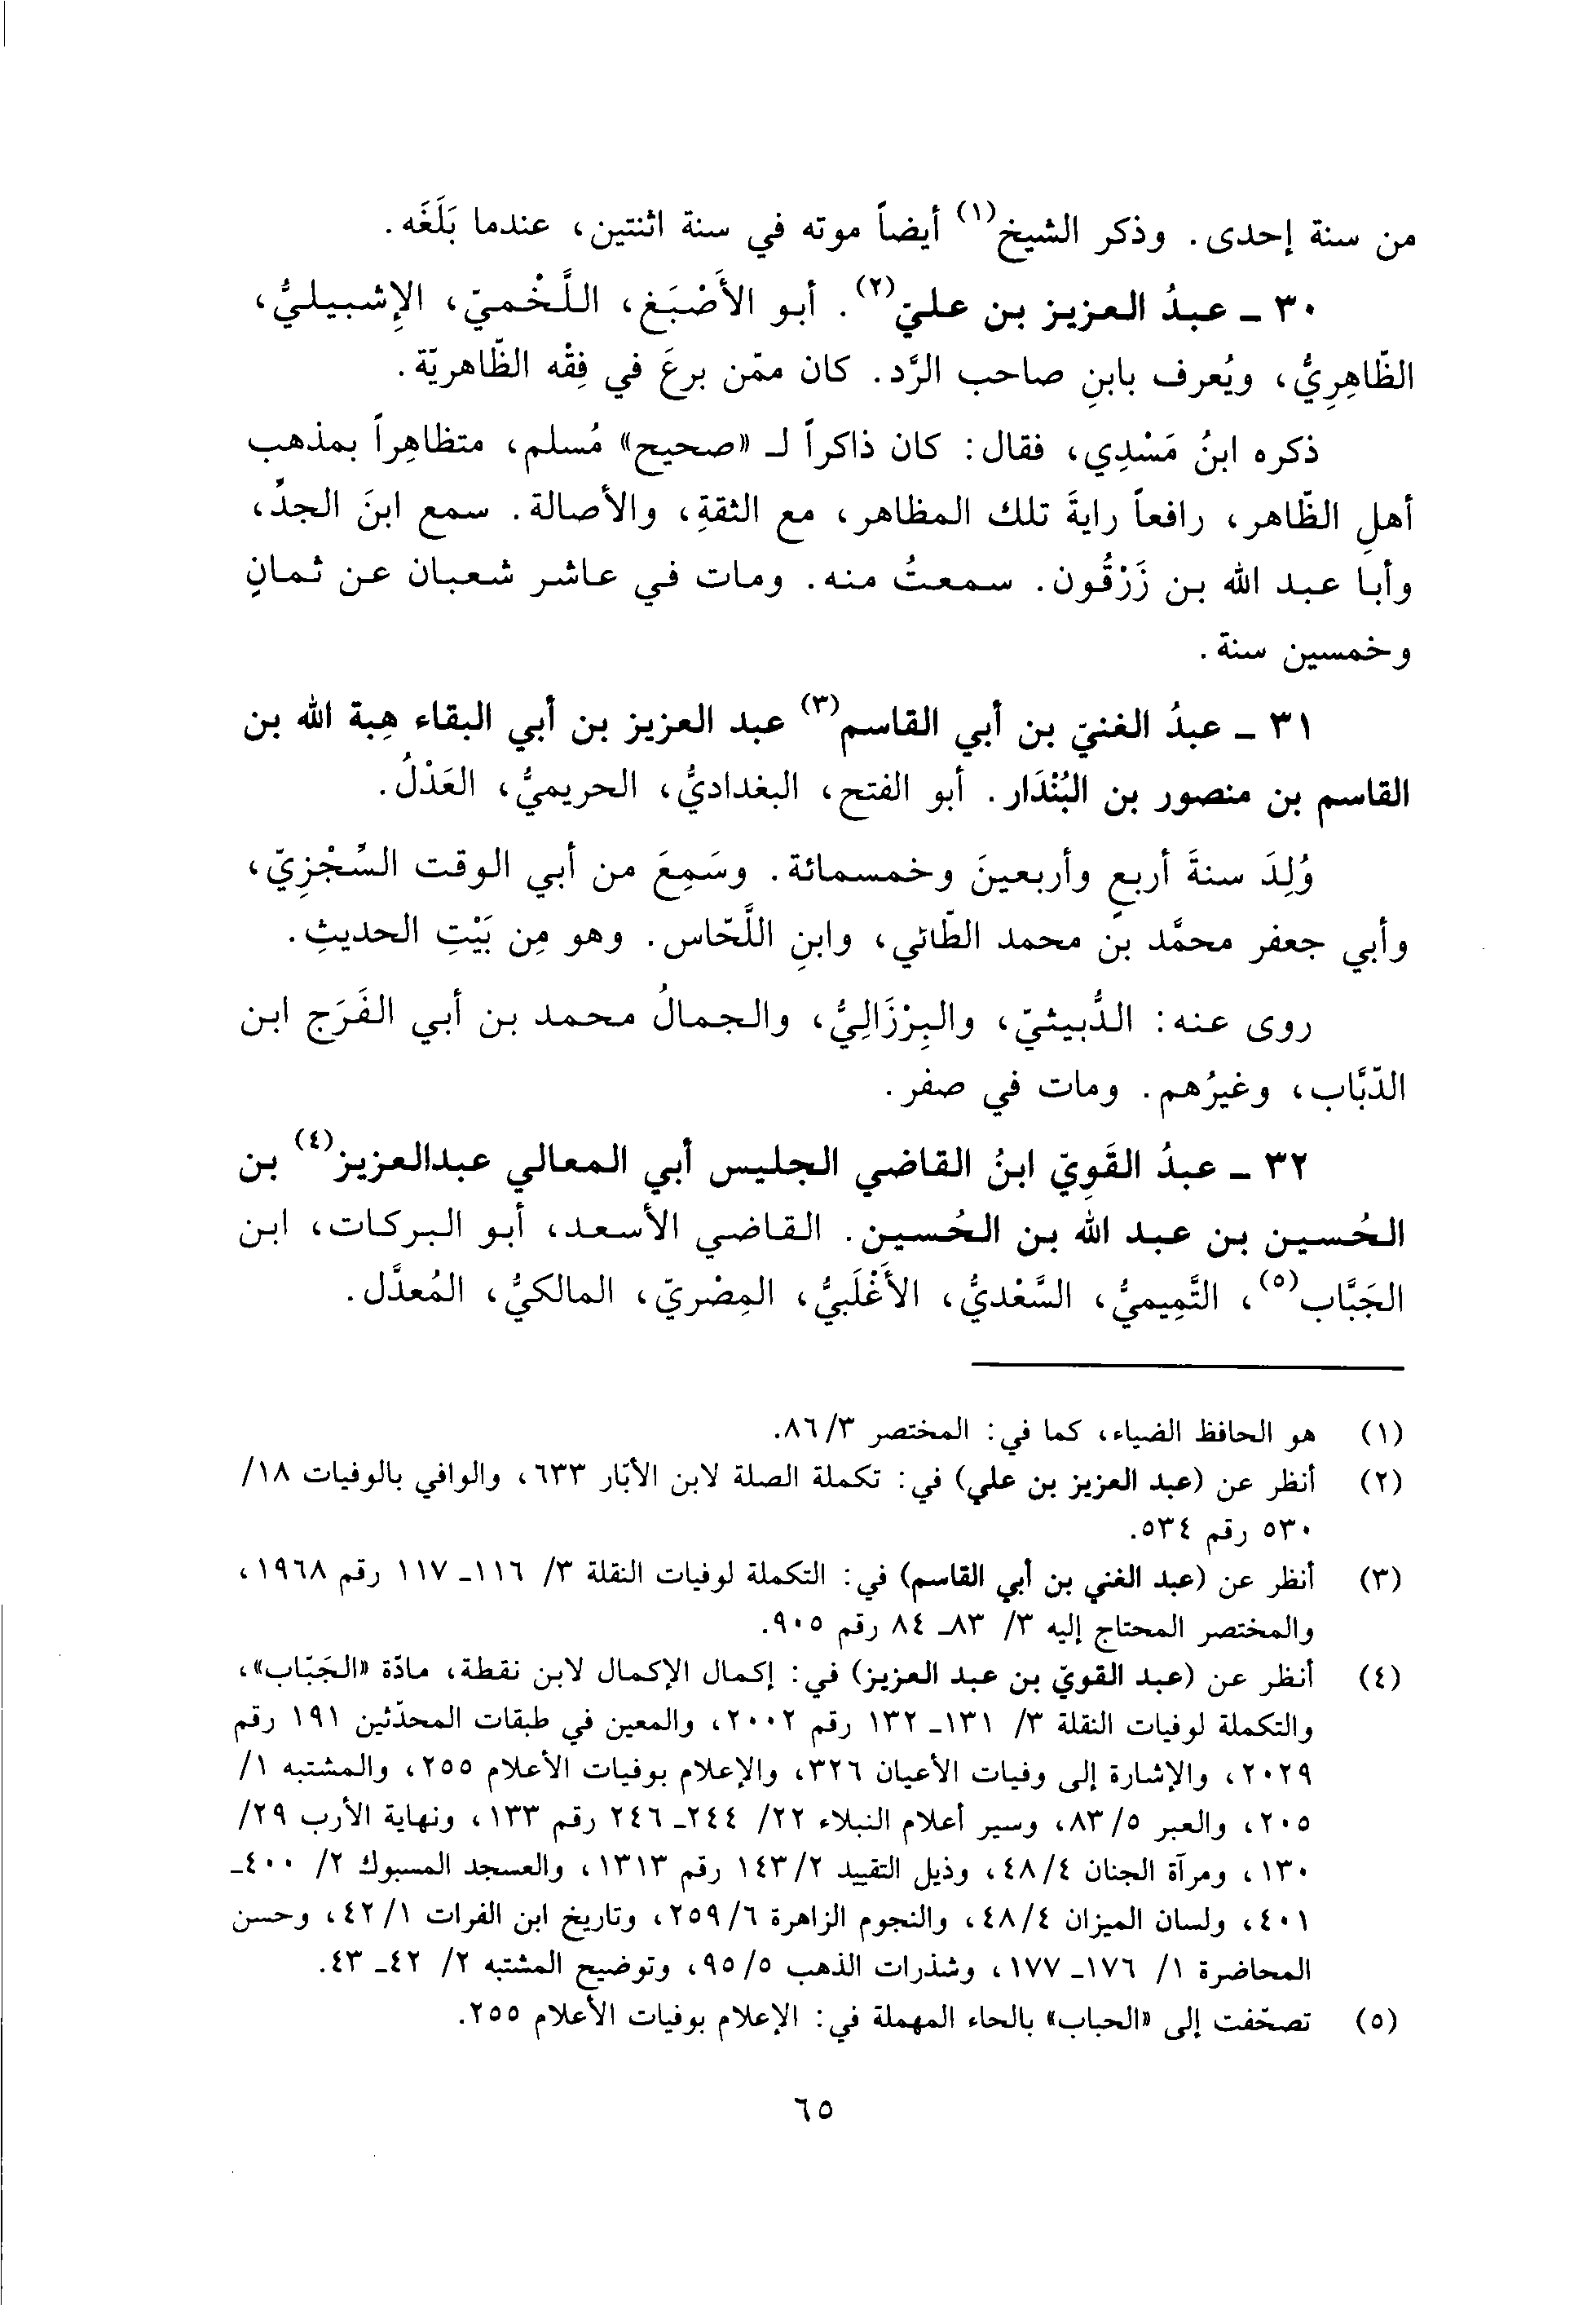 من سنة إحدى. وذكر الشيخ(١) أيضاً موته في سنة اثنتين، عندما بَلَغَه.
٣٠ ـ عبدُ العزيز بن عليّ(٢). أبو الأَصْبَغ، اللَّخْميّ، الإشبيليُّ،
الظّاهِرِيُّ، ويُعرف بابنِ صاحب الرَّد. كان ممّن برعَ في فِقْه الظّاهريّة.
ذكره ابنُ مَسْدِي، فقال: كان ذاكراً لـ «صحيح» مُسلم، متظاهِراً بمذهب
أهلِ الظّاهر، رافعاً رايةَ تلك المظاهر، مع الثقةِ، والأصالة. سمع ابنَ الجدِّ،
وأبا عبد الله بن زَرْقُون. سمعتُ منه. ومات في عاشر شعبان عن ثمانٍ
وخمسين سنة.
٣١ ـ عبدُ الغنيّ بن أبي القاسم(٣) عبد العزيز بن أبي البقاء هِبة الله بن
القاسم بن منصور بن البُنْدَار. أبو الفتح، البغداديُّ، الحريميُّ، العَدْلُ.
وُلِدَ سنةَ أربعٍ وأربعينَ وخمسمائة. وسَمِعَ من أبي الوقت السِّجْزِيّ،
وأبي جعفر محمَّد بن محمد الطّائي، وابنِ اللَّحّاس. وهو مِن بَيْتِ الحديثِ.
روى عنه: الدُّبيثيّ، والبِرْزَالِيُّ، والجمالُ محمد بن أبي الفَرَج ابن
الدّبَّاب، وغيرُهم. ومات في صفر.
٣٢ ـ عبدُ القَوِيّ ابنُ القاضي الجليس أبي المعالي عبدالعزيز(٤) بن
الحُسين بن عبد الله بن الحُسين. القاضي الأسعد، أبو البركات، ابن
الجَبَّاب(٥)، التَّمِيميُّ، السَّعْديُّ، الأَغْلَبيُّ، المِصْريّ، المالكيُّ، المُعدَّل.
(١) هو الحافظ الضياء، كما في: المختصر ٣/ ٨٦.
(٢) أنظر عن (عبد العزيز بن علي) في: تكملة الصلة لابن الأبّار ٦٣٣، والوافي بالوفيات ١٨/
٥٣٠ رقم ٥٣٤.
(٣) أنظر عن (عبد الغني بن أبي القاسم) في: التكملة لوفيات النقلة ٣/ ١١٦ـ ١١٧ رقم ١٩٦٨،
والمختصر المحتاج إليه ٣/ ٨٣ـ ٨٤ رقم ٩٠٥.
(٤) أنظر عن (عبد القويّ بن عبد العزيز) في: إكمال الإكمال لابن نقطة، مادّة «الجَبّاب»،
والتكملة لوفيات النقلة ٣/ ١٣١ـ ١٣٢ رقم ٢٠٠٢، والمعين في طبقات المحدّثين ١٩١ رقم
٢٠٢٩، والإشارة إلى وفيات الأعيان ٣٢٦، والإعلام بوفيات الأعلام ٢٥٥، والمشتبه ١/
٢٠٥، والعبر ٥/ ٨٣، وسير أعلام النبلاء ٢٢/ ٢٤٤ـ ٢٤٦ رقم ١٣٣، ونهاية الأرب ٢٩/
١٣٠، ومرآة الجنان ٤/ ٤٨، وذيل التقييد ٢/ ١٤٣ رقم ١٣١٣، والعسجد المسبوك ٢/ ٤٠٠ـ
٤٠١، ولسان الميزان ٤/ ٤٨، والنجوم الزاهرة ٦/ ٢٥٩، وتاريخ ابن الفرات ١/ ٤٢، وحسن
المحاضرة ١/ ١٧٦ـ ١٧٧، وشذرات الذهب ٥/ ٩٥، وتوضيح المشتبه ٢/ ٤٢ـ ٤٣.
(٥) تصحّفت إلى «الحباب» بالحاء المهملة في: الإعلام بوفيات الأعلام ٢٥٥.
٦٥